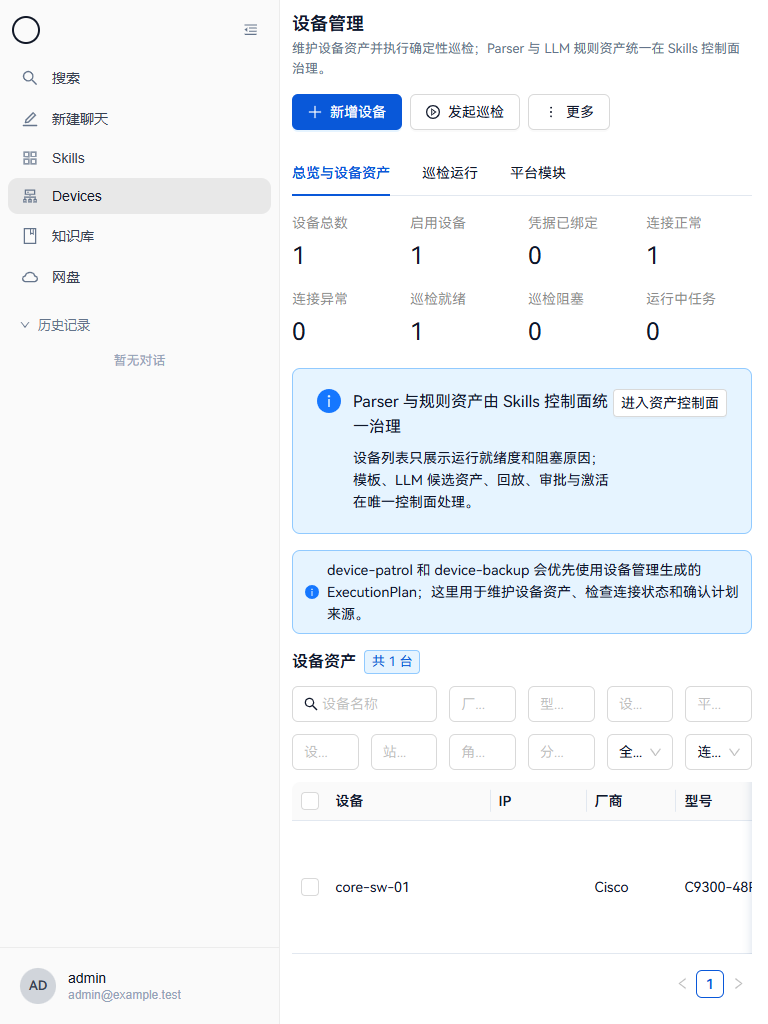 搜索
新建聊天
Skills
Devices
知识库
网盘
历史记录
暂无对话
AD
admin
admin@example.test
设备管理
维护设备资产并执行确定性巡检；Parser 与 LLM 规则资产统一在 Skills 控制面
治理。
新增设备
发起巡检
更多
总览与设备资产 巡检运行 平台模块
设备总数 启用设备 凭据已绑定 连接正常
1 1 0 1
连接异常 巡检就绪 巡检阻塞 运行中任务
0 1 0 0
Parser 与规则资产由 Skills 控制面统
一治理
进入资产控制面
设备列表只展示运行就绪度和阻塞原因；
模板、LLM 候选资产、回放、审批与激活
在唯一控制面处理。
device-patrol 和 device-backup 会优先使用设备管理生成的
ExecutionPlan；这里用于维护设备资产、检查连接状态和确认计划
来源。
设备资产 共 1 台
设备名称 厂... 型... 设... 平...
设... 站... 角... 分... 全... 连...
设备 IP 厂商 型号
core-sw-01 Cisco C9300-48P
1